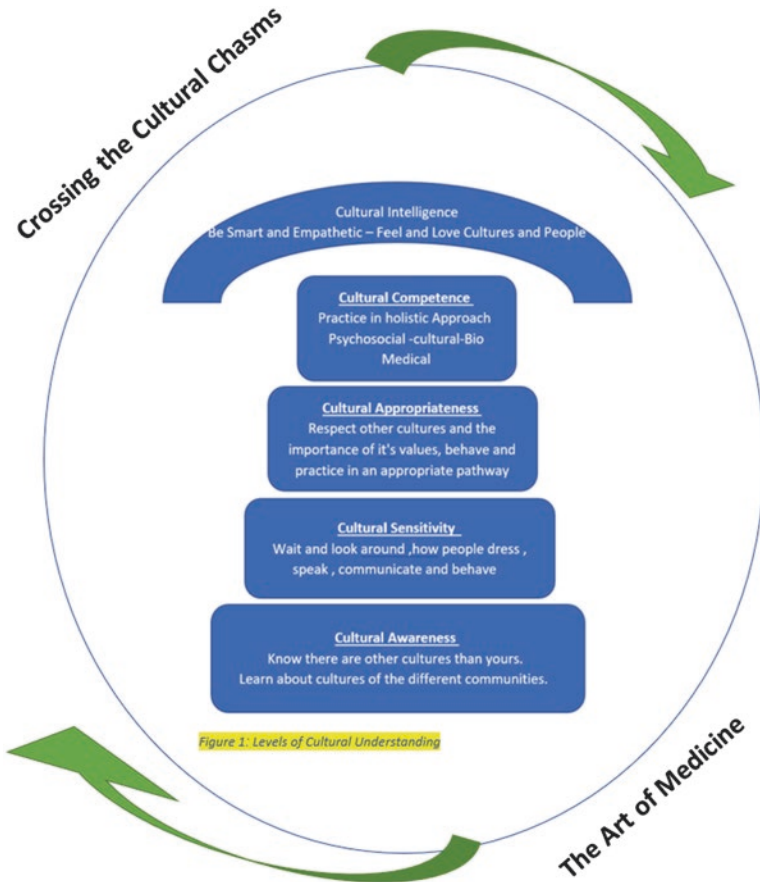 Crossing the Cultural Chasms
Cultural Intelligence
Be Smart and Empathetic – Feel and Love Cultures and People
Cultural Competence
Practice in holistic Approach
Psychosocial -cultural-Bio
Medical
Cultural Appropriateness
Respect other cultures and the
importance of it's values, behave and
practice in an appropriate pathway
Cultural Sensitivity
Wait and look around ,how people dress ,
speak , communicate and behave
Cultural Awareness
Know there are other cultures than yours.
Learn about cultures of the different communities.
Figure 1: Levels of Cultural Understanding
The Art of Medicine